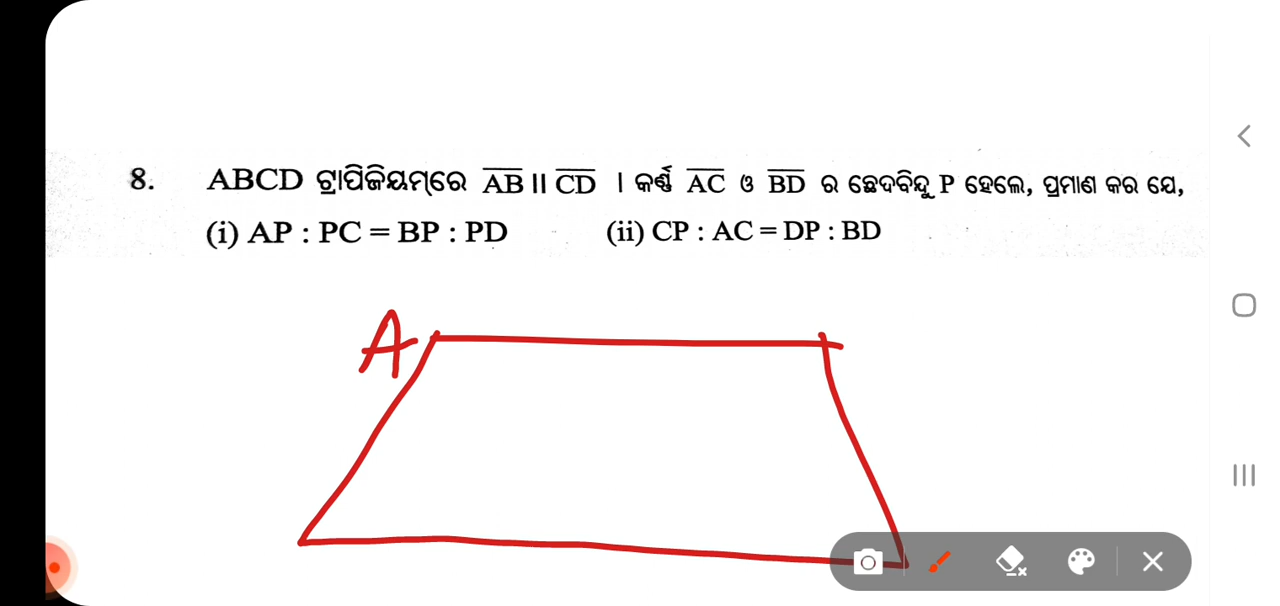 8. ABCD ଟ୍ରାପିଜିୟମ୍‌ରେ AB || CD । କର୍ଣ୍ଣ AC ଓ BD ର ଛେଦବିନ୍ଦୁ P ହେଲେ, ପ୍ରମାଣ କର ଯେ,
(i) AP : PC = BP : PD (ii) CP : AC = DP : BD
A